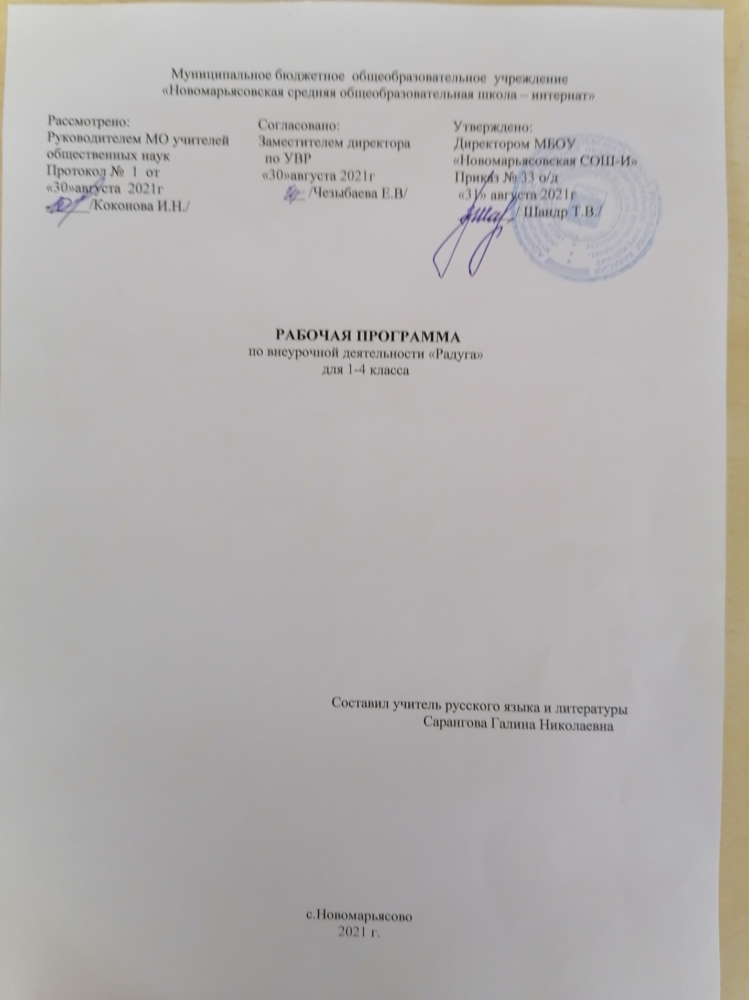 Муниципальное бюджетное  общеобразовательное  учреждение
«Новомарьясовская средняя общеобразовательная школа – интернат»
Рассмотрено:
Руководителем МО учителей
общественных наук
Протокол №  1  от
«30»августа  2021г
/Коконова И.Н./
Согласовано:
Заместителем директора
по УВР
«30»августа 2021г
/Чезыбаева Е.В/
Утверждено:
Директором МБОУ
«Новомарьясовская СОШ-И»
Приказ № 33 о/д
«31» августа 2021г
/ Шандр Т.В./
РАБОЧАЯ ПРОГРАММА
по внеурочной деятельности «Радуга»
для 1-4 класса
Составил учитель русского языка и литературы
Сарангова Галина Николаевна
с.Новомарьясово
2021 г.